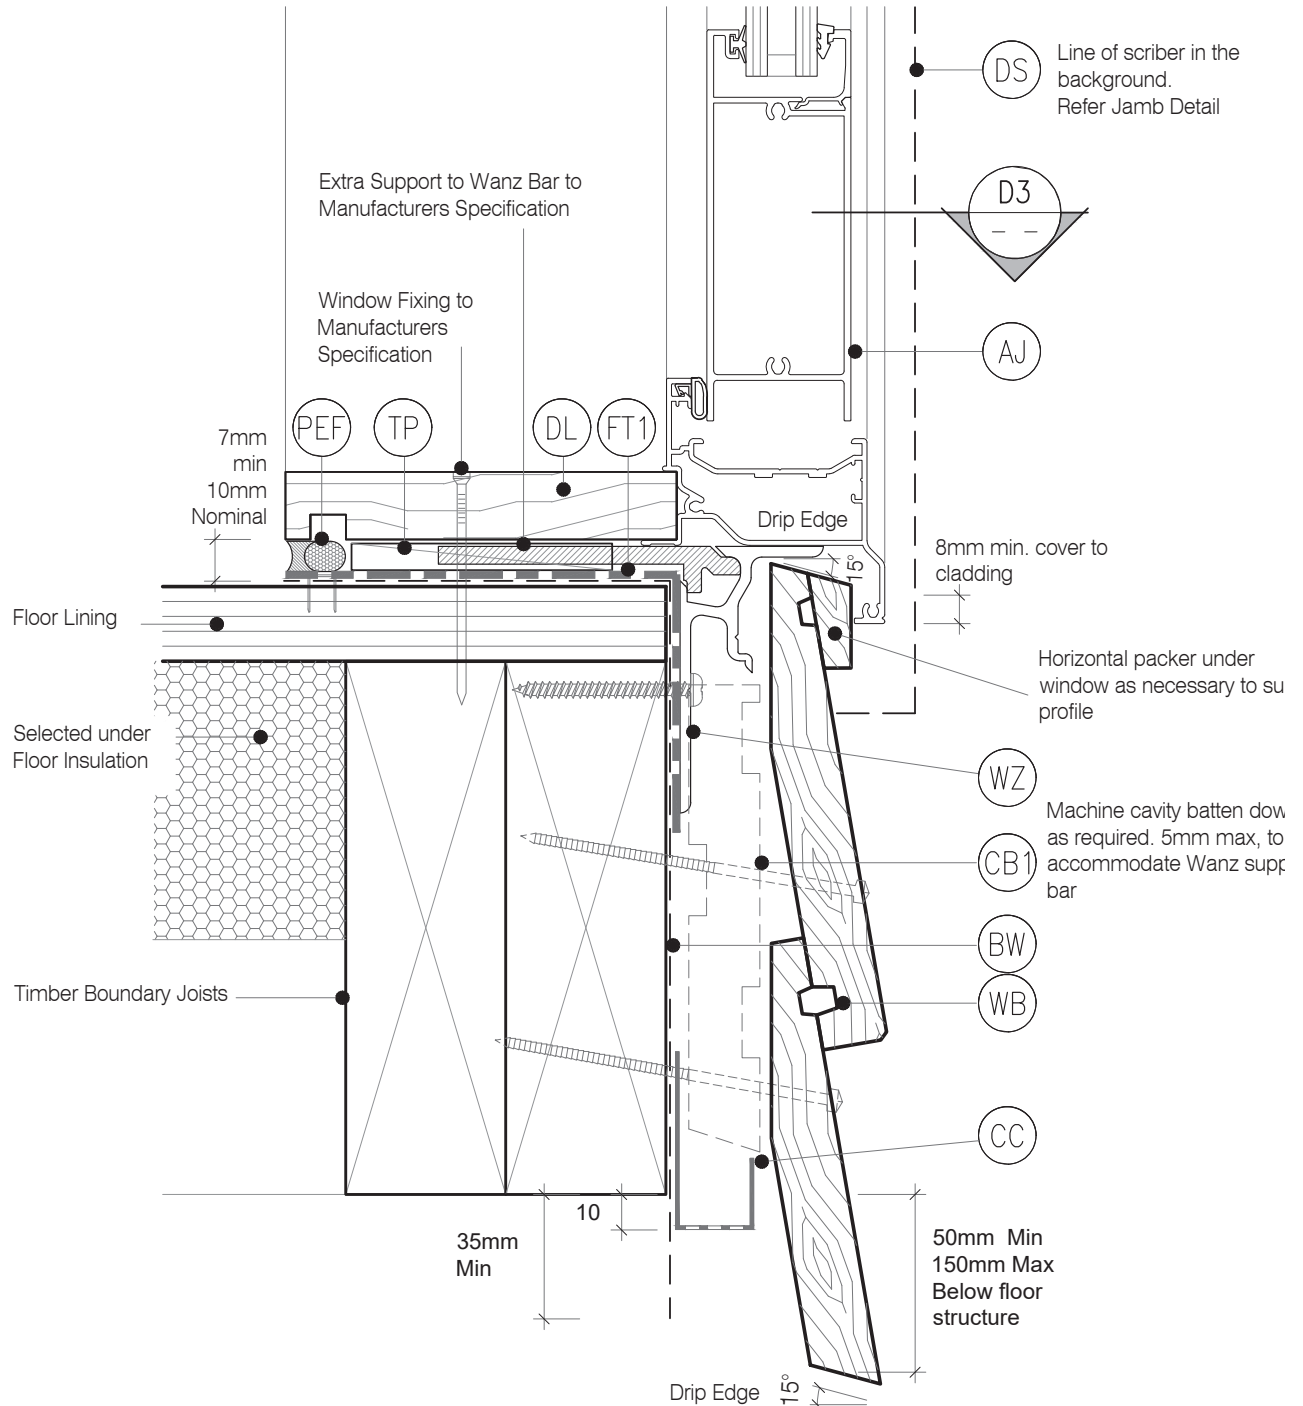 Line of scriber in the
background.
Refer Jamb Detail
DS
D3
Extra Support to Wanz Bar to
Manufacturers Specification
Window Fixing to
Manufacturers
Specification
AJ
PEF
TP
DL
FT1
7mm
min
10mm
Nominal
Drip Edge
15°
8mm min. cover to
cladding
Floor Lining
Horizontal packer under
window as necessary to su
profile
Selected under
Floor Insulation
WZ
Machine cavity batten dow
as required. 5mm max, to
accommodate Wanz supp
bar
CB1
BW
Timber Boundary Joists
WB
CC
10
35mm
Min
50mm Min
150mm Max
Below floor
structure
Drip Edge
15°